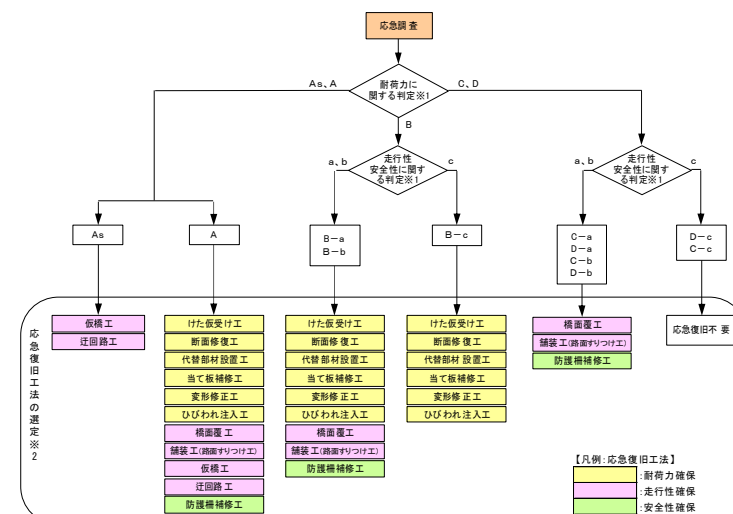 応急調査
耐荷力に
関する判定※1
As、A
C、D
B
走行性
安全性に関す
る判定※1
a、b
c
走行性
安全性に関す
る判定※1
a、b
c
As
A
B－a
B－b
B－c
C－a
D－a
C－b
D－b
D－c
C－c
応急復旧工法の選定※2
仮橋工
迂回路工
けた仮受け工
断面修復工
代替部材設置工
当て板補修工
変形修正工
ひびわれ注入工
橋面覆工
舗装工(路面すりつけ工)
仮橋工
迂回路工
防護柵補修工
けた仮受け工
断面修復工
代替部材設置工
当て板補修工
変形修正工
ひびわれ注入工
橋面覆工
舗装工(路面すりつけ工)
防護柵補修工
けた仮受け工
断面修復工
代替部材設置工
当て板補修工
変形修正工
ひびわれ注入工
橋面覆工
舗装工(路面すりつけ工)
防護柵補修工
応急復旧不要
【凡例：応急復旧工法】
：耐荷力確保
：走行性確保
：安全性確保